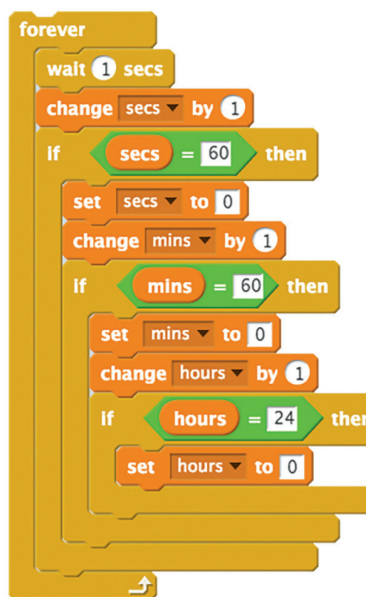 forever
wait 1 secs
change secs by 1
if secs = 60 then
set secs to 0
change mins by 1
if mins = 60 then
set mins to 0
change hours by 1
if hours = 24 then
set hours to 0